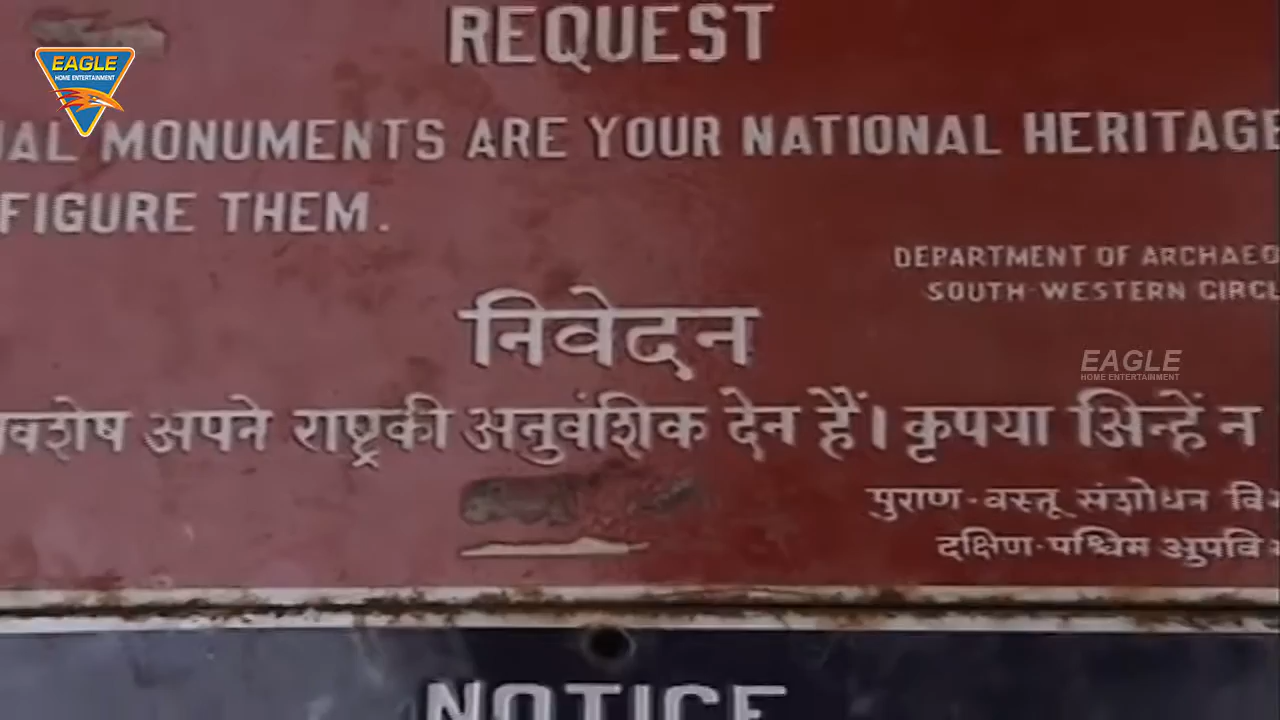 REQUEST
EAGLE
HOME ENTERTAINMENT
MONUMENTS ARE YOUR NATIONAL HERITAGE
FIGURE THEM.
DEPARTMENT OF ARCHAEO
SOUTH-WESTERN CIRCL
निवेदन
EAGLE
HOME ENTERTAINMENT
वशेष अपने राष्ट्रकी अनुवंशिक देन हैं। कृपया अिन्हें न
पुराण-वस्तू संशोधन वि
दक्षिण-पश्चिम अुपवि
NOTICE